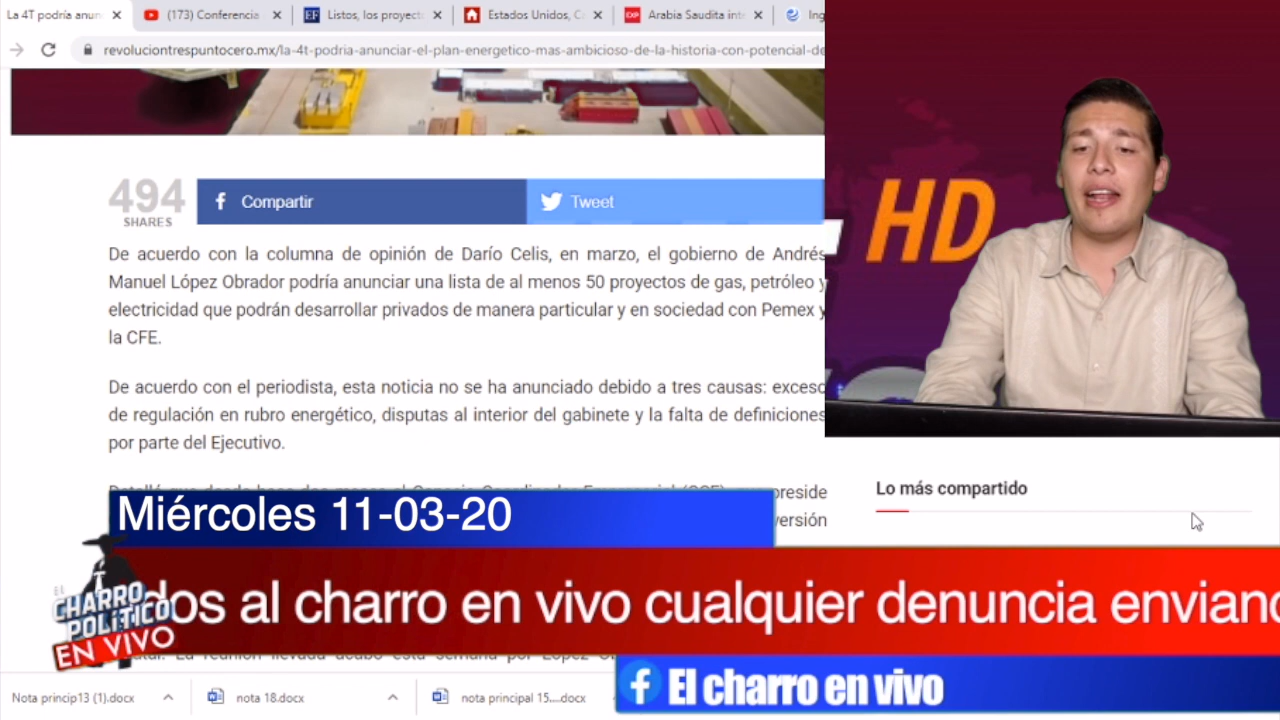 La 4T podría anun
(173) Conferencia
Listos, los proyect
Estados Unidos, C
Arabia Saudita int
Ing
revoluciontrespuntocero.mx/la-4t-podria-anunciar-el-plan-energetico-mas-ambicioso-de-la-historia-con-potencial-de
494
SHARES
Compartir
Tweet
HD
De acuerdo con la columna de opinión de Darío Celis, en marzo, el gobierno de Andrés
Manuel López Obrador podría anunciar una lista de al menos 50 proyectos de gas, petróleo y
electricidad que podrán desarrollar privados de manera particular y en sociedad con Pemex y
la CFE.
De acuerdo con el periodista, esta noticia no se ha anunciado debido a tres causas: exceso
de regulación en rubro energético, disputas al interior del gabinete y la falta de definiciones
por parte del Ejecutivo.
preside
versión
Lo más compartido
Miércoles 11-03-20
dos al charro en vivo cualquier denuncia enviand
EL
CHARRO
POLÍTICO
EN VIVO
El charro en vivo
Nota princip13 (1).docx
nota 18.docx
nota principal 15....docx